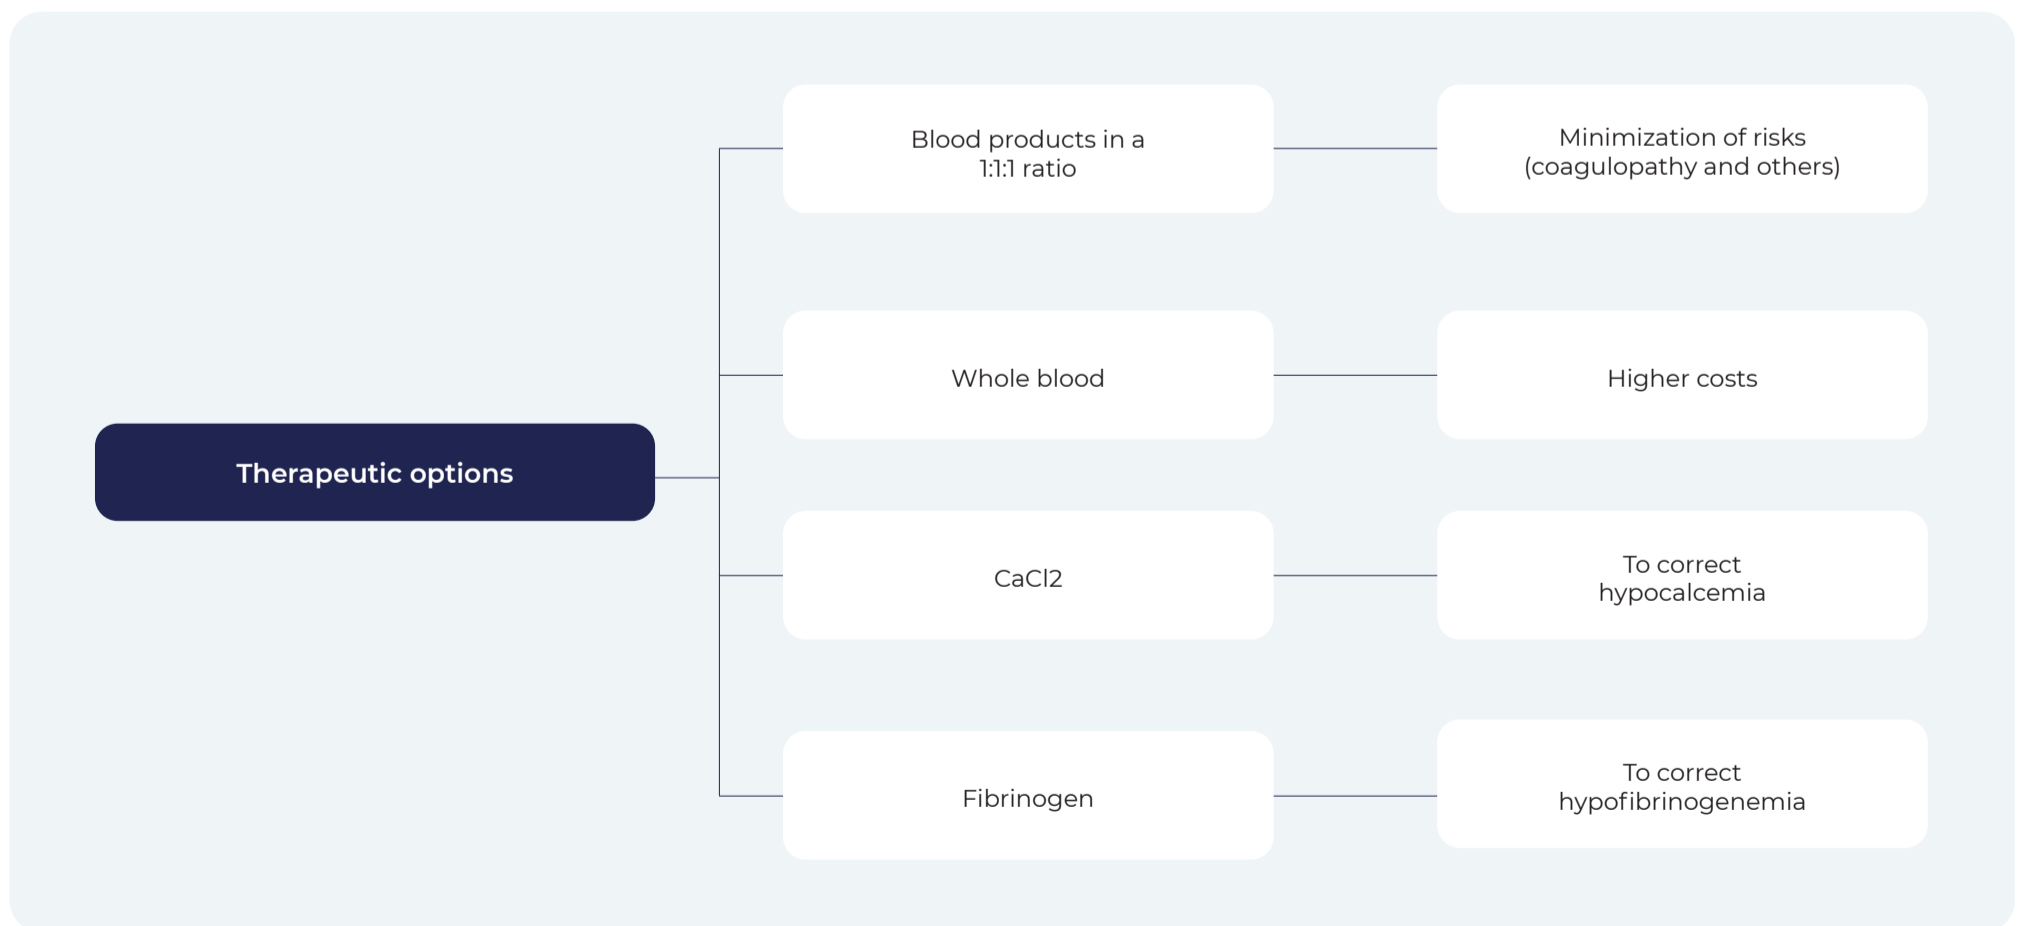 Blood products in a
1:1:1 ratio
Minimization of risks
(coagulopathy and others)
Whole blood
Higher costs
Therapeutic options
CaCl2
To correct
hypocalcemia
Fibrinogen
To correct
hypofibrinogenemia